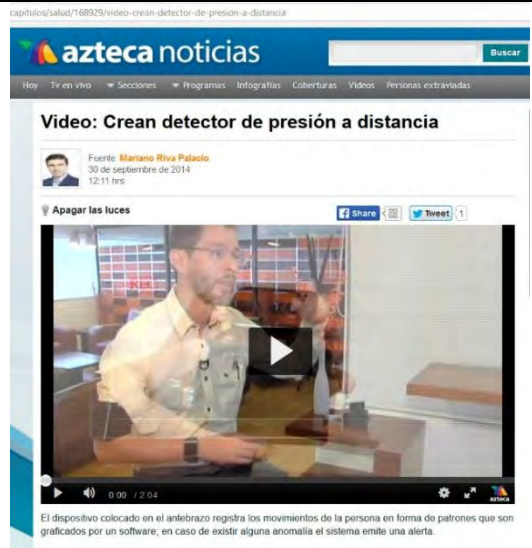 capitulos/salud/168929/video-crean-detector-de-presion-a-distancia
azteca noticias
Buscar
Hoy Tv en vivo Secciones Programas Infografías Coberturas Videos Personas extraviadas
Video: Crean detector de presión a distancia
Fuente Mariano Riva Palacio
30 de septiembre de 2014
12:11 hrs
Apagar las luces
Share
Tweet 1
0:00 / 2:04
azteca
El dispositivo colocado en el antebrazo registra los movimientos de la persona en forma de patrones que son
graficados por un software; en caso de existir alguna anomalía el sistema emite una alerta.